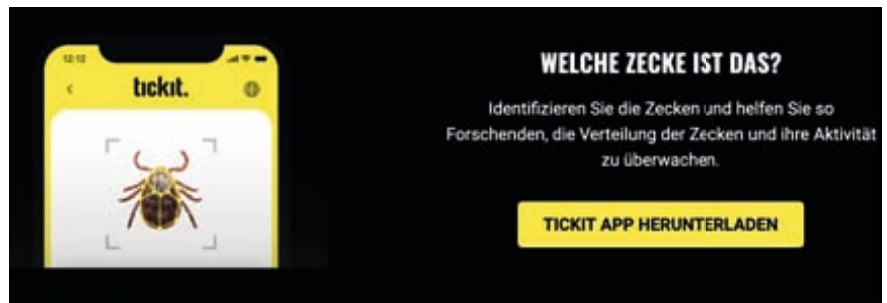 12:12
tickit.
WELCHE ZECKE IST DAS?
Identifizieren Sie die Zecken und helfen Sie so
Forschenden, die Verteilung der Zecken und ihre Aktivität
zu überwachen.
TICKIT APP HERUNTERLADEN